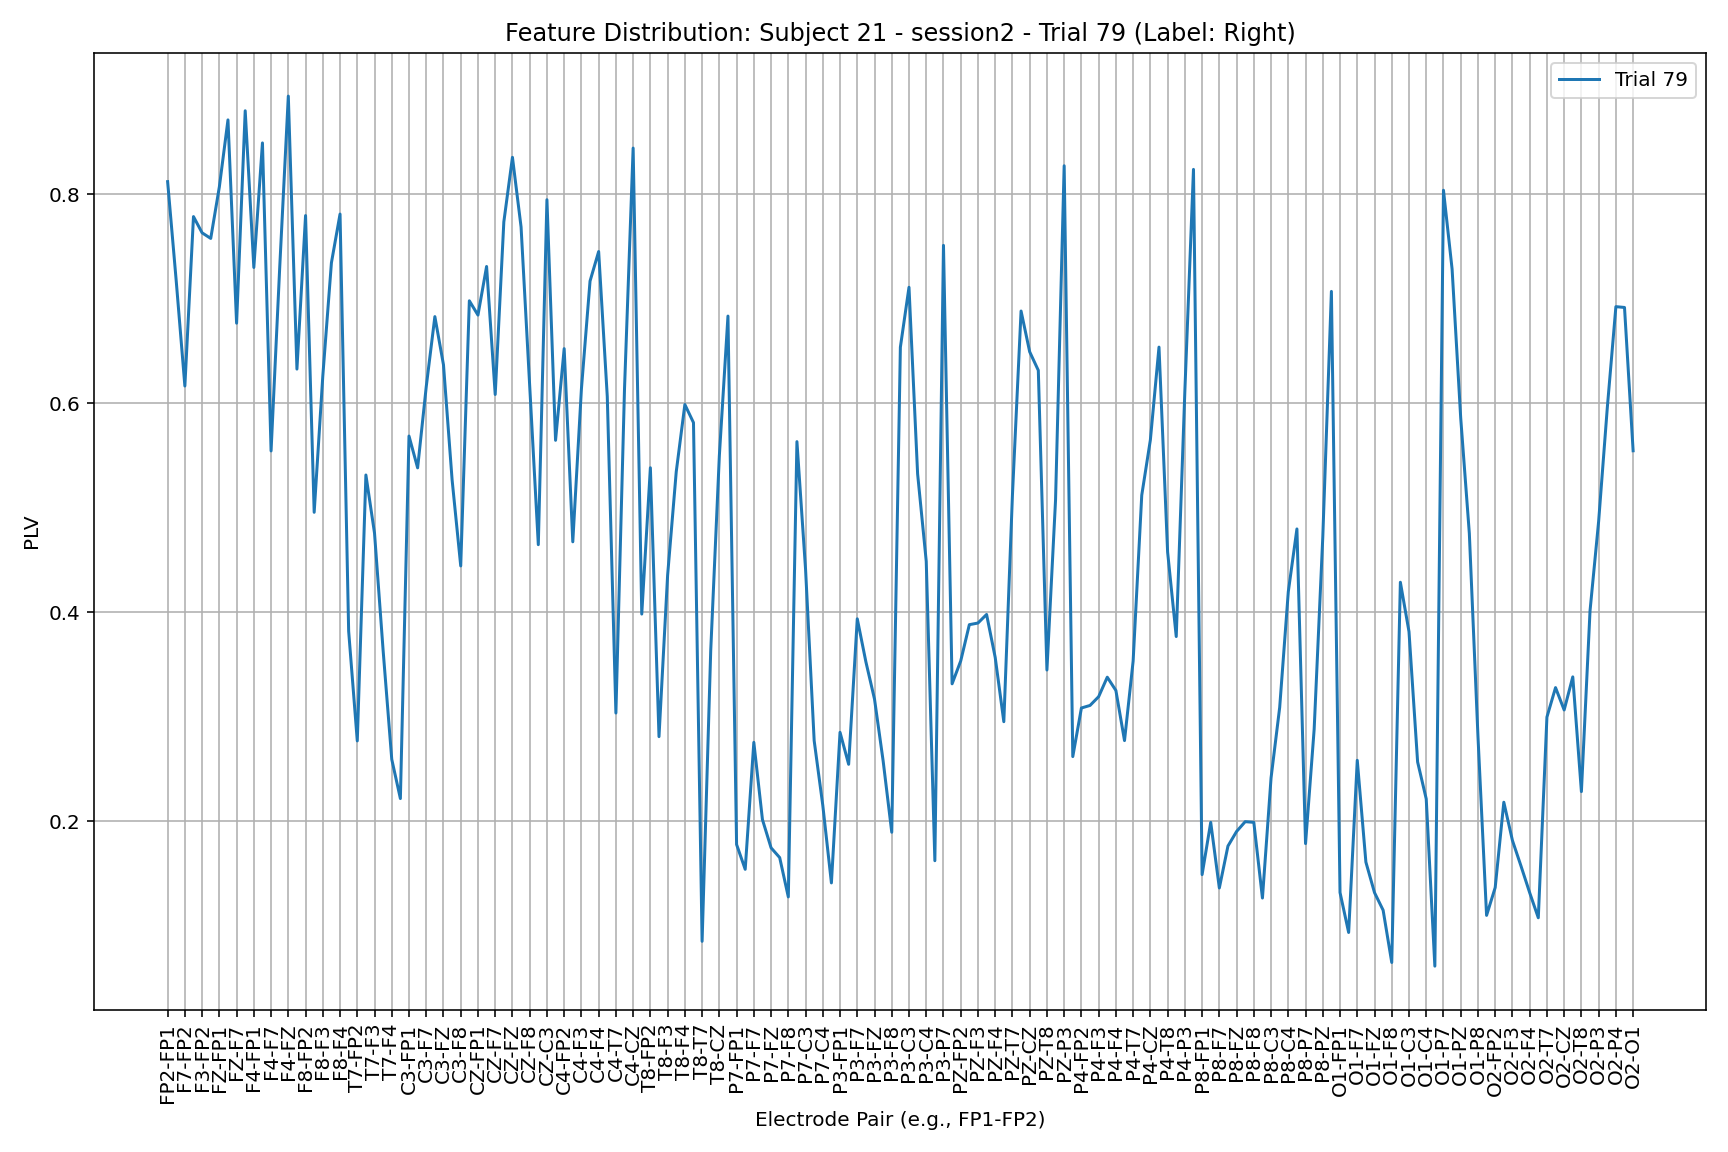 Feature Distribution: Subject 21 - session2 - Trial 79 (Label: Right)
Trial 79
PLV
0.8
0.6
0.4
0.2
FP2-FP1
F7-FP2
F3-FP2
FZ-FP1
FZ-F7
F4-FP1
F4-F7
F4-FZ
F8-FP2
F8-F3
F8-F4
T7-FP2
T7-F3
T7-F4
C3-FP1
C3-F7
C3-FZ
C3-F8
CZ-FP1
CZ-F7
CZ-FZ
CZ-F8
CZ-C3
C4-FP2
C4-F3
C4-F4
C4-T7
C4-CZ
T8-FP2
T8-F3
T8-F4
T8-T7
T8-CZ
P7-FP1
P7-F7
P7-FZ
P7-F8
P7-C3
P7-C4
P3-FP1
P3-F7
P3-FZ
P3-F8
P3-C3
P3-C4
P3-P7
PZ-FP2
PZ-F3
PZ-F4
PZ-T7
PZ-CZ
PZ-T8
PZ-P3
P4-FP2
P4-F3
P4-F4
P4-T7
P4-CZ
P4-T8
P4-P3
P8-FP1
P8-F7
P8-FZ
P8-F8
P8-C3
P8-C4
P8-P7
P8-PZ
O1-FP1
O1-F7
O1-FZ
O1-F8
O1-C3
O1-C4
O1-P7
O1-PZ
O1-P8
O2-FP2
O2-F3
O2-F4
O2-T7
O2-CZ
O2-T8
O2-P3
O2-P4
O2-O1
Electrode Pair (e.g., FP1-FP2)